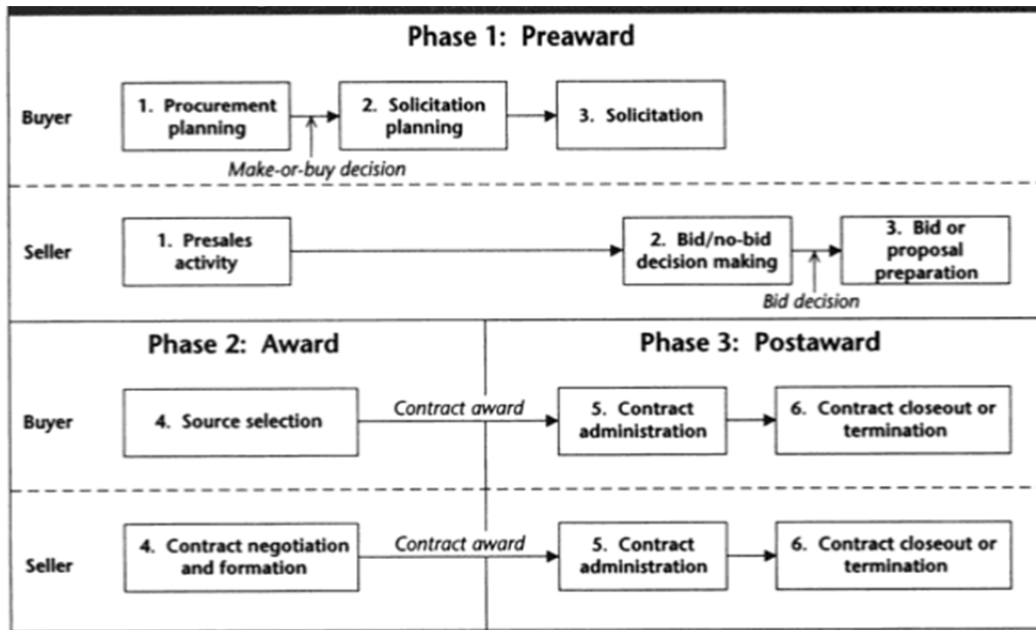 Phase 1: Preaward
Buyer
1. Procurement
planning
2. Solicitation
planning
3. Solicitation
Make-or-buy decision
Seller
1. Presales
activity
2. Bid/no-bid
decision making
3. Bid or
proposal
preparation
Bid decision
Phase 2: Award
Phase 3: Postaward
Buyer
4. Source selection
Contract award
5. Contract
administration
6. Contract closeout or
termination
Seller
4. Contract negotiation
and formation
Contract award
5. Contract
administration
6. Contract closeout or
termination